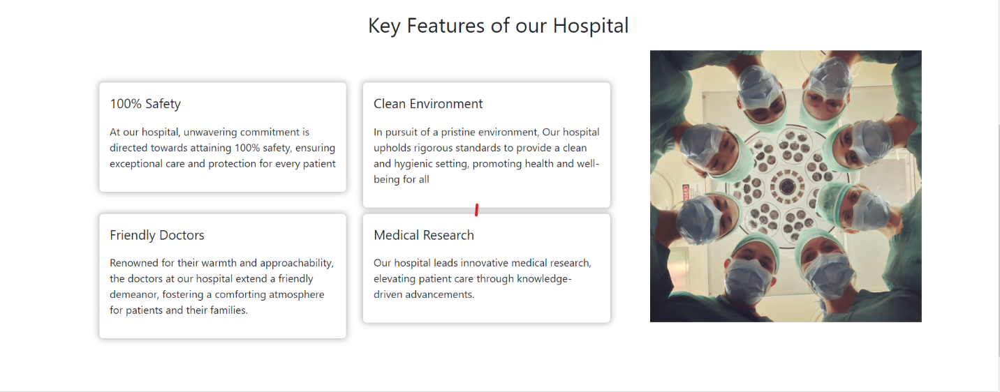 Key Features of our Hospital
100% Safety
At our hospital, unwavering commitment is
directed towards attaining 100% safety, ensuring
exceptional care and protection for every patient
Clean Environment
In pursuit of a pristine environment, Our hospital
upholds rigorous standards to provide a clean
and hygienic setting, promoting health and well-
being for all
Friendly Doctors
Renowned for their warmth and approachability,
the doctors at our hospital extend a friendly
demeanor, fostering a comforting atmosphere
for patients and their families.
Medical Research
Our hospital leads innovative medical research,
elevating patient care through knowledge-
driven advancements.